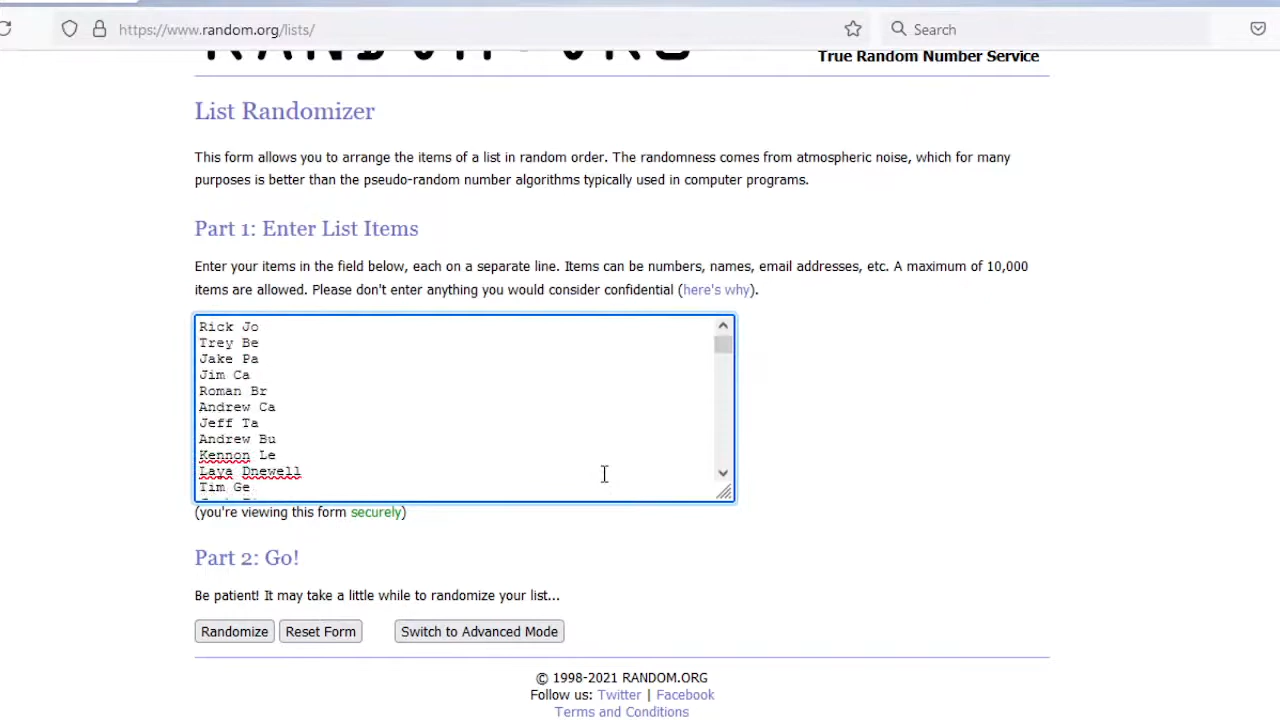 https://www.random.org/lists/
Search
RANDOM.ORG
True Random Number Service
List Randomizer
This form allows you to arrange the items of a list in random order. The randomness comes from atmospheric noise, which for many
purposes is better than the pseudo-random number algorithms typically used in computer programs.
Part 1: Enter List Items
Enter your items in the field below, each on a separate line. Items can be numbers, names, email addresses, etc. A maximum of 10,000
items are allowed. Please don't enter anything you would consider confidential (here's why).
Rick Jo
Trey Be
Jake Pa
Jim Ca
Roman Br
Andrew Ca
Jeff Ta
Andrew Bu
Kennon Le
Laya Dnewell
Tim Ge
(you're viewing this form securely)
Part 2: Go!
Be patient! It may take a little while to randomize your list...
Randomize Reset Form Switch to Advanced Mode
© 1998-2021 RANDOM.ORG
Follow us: Twitter | Facebook
Terms and Conditions